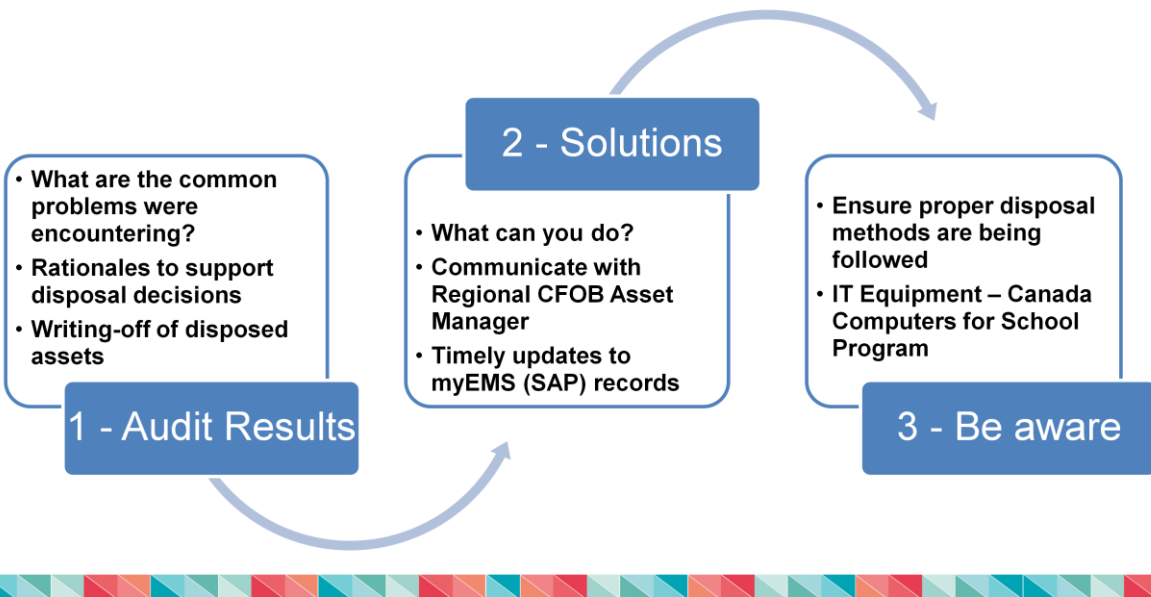 • What are the common
problems were
encountering?
• Rationales to support
disposal decisions
• Writing-off of disposed
assets
1 - Audit Results
2 - Solutions
• What can you do?
• Communicate with
Regional CFOB Asset
Manager
• Timely updates to
myEMS (SAP) records
• Ensure proper disposal
methods are being
followed
• IT Equipment – Canada
Computers for School
Program
3 - Be aware